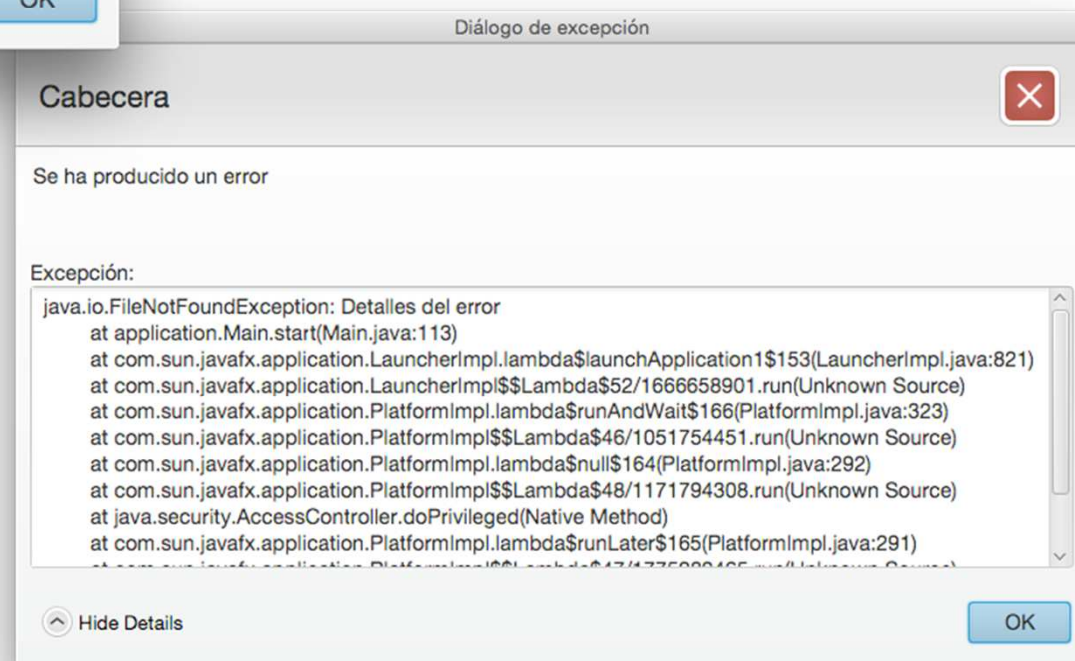 OK
Diálogo de excepción
Cabecera
Se ha producido un error
Excepción:
java.io.FileNotFoundException: Detalles del error
at application.Main.start(Main.java:113)
at com.sun.javafx.application.LauncherImpl.lambda$launchApplication1$153(LauncherImpl.java:821)
at com.sun.javafx.application.LauncherImpl$$Lambda$52/1666658901.run(Unknown Source)
at com.sun.javafx.application.PlatformImpl.lambda$runAndWait$166(PlatformImpl.java:323)
at com.sun.javafx.application.PlatformImpl$$Lambda$46/1051754451.run(Unknown Source)
at com.sun.javafx.application.PlatformImpl.lambda$null$164(PlatformImpl.java:292)
at com.sun.javafx.application.PlatformImpl$$Lambda$48/1171794308.run(Unknown Source)
at java.security.AccessController.doPrivileged(Native Method)
at com.sun.javafx.application.PlatformImpl.lambda$runLater$165(PlatformImpl.java:291)
Hide Details
OK